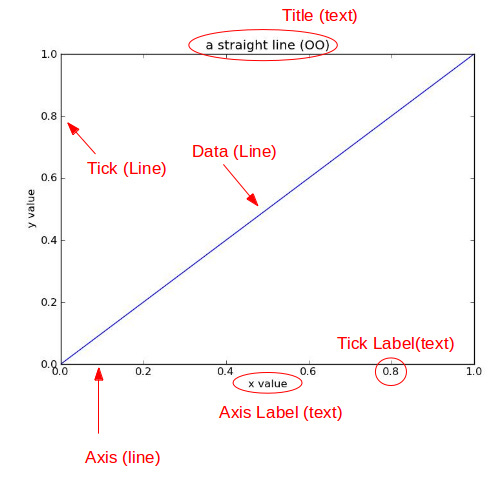 Title (text)
a straight line (OO)
1.0
0.8
Data (Line)
Tick (Line)
0.6
y value
0.4
0.2
Tick Label(text)
0.0
0.0 0.2 0.4 0.6 0.8 1.0
x value
Axis Label (text)
Axis (line)